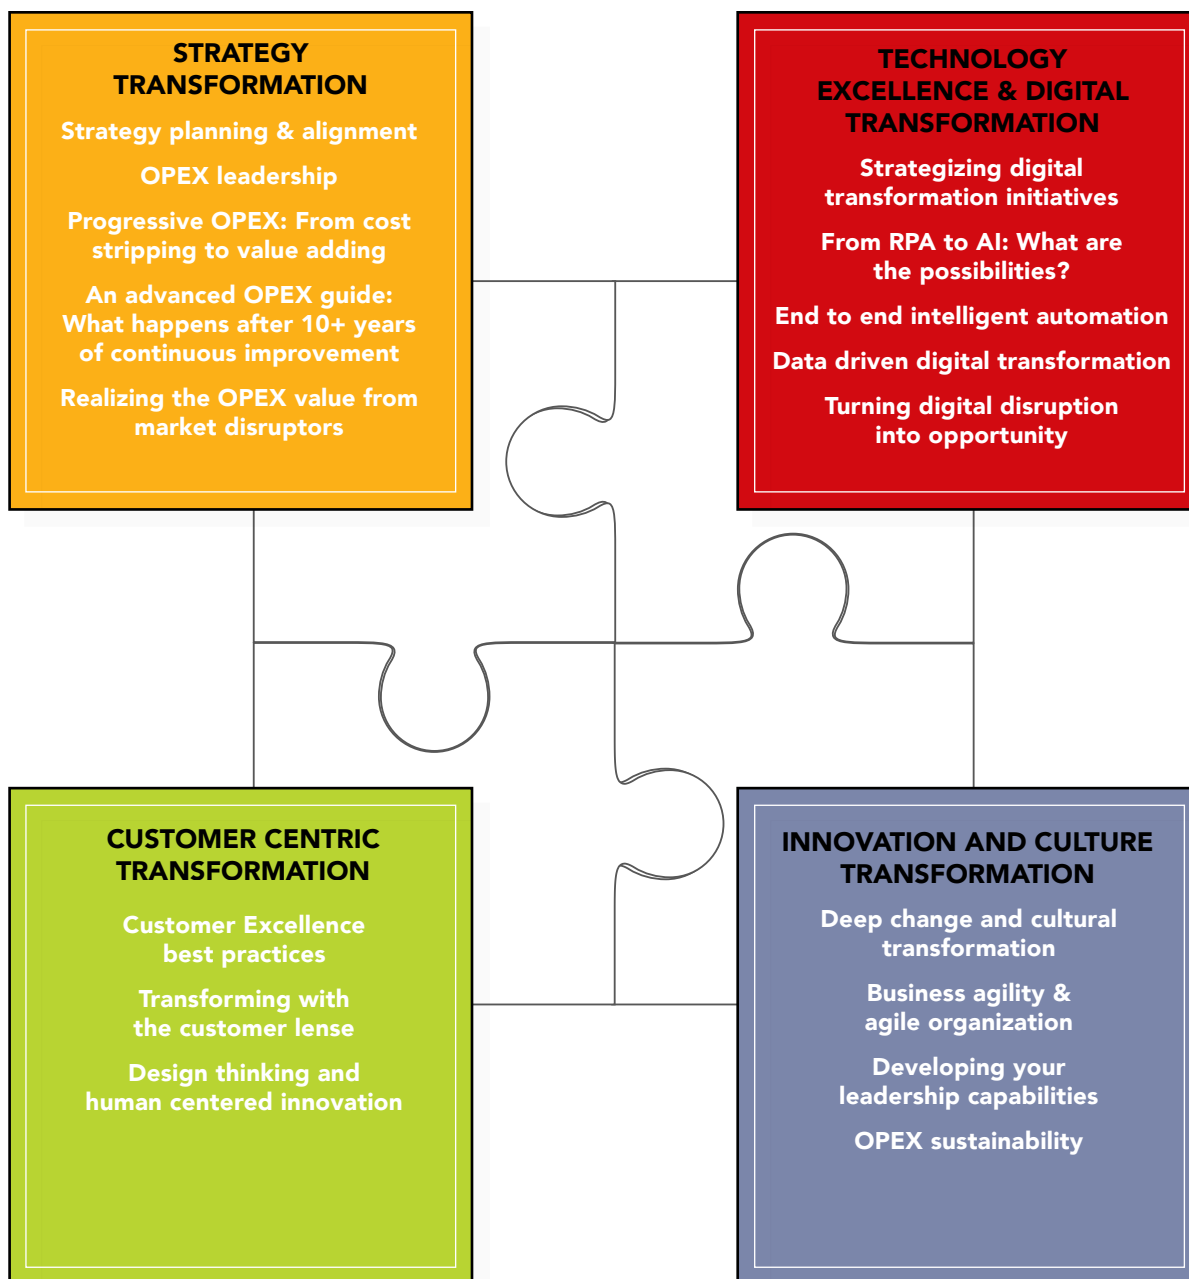 STRATEGY
TRANSFORMATION
Strategy planning & alignment
OPEX leadership
Progressive OPEX: From cost
stripping to value adding
An advanced OPEX guide:
What happens after 10+ years
of continuous improvement
Realizing the OPEX value from
market disruptors
TECHNOLOGY
EXCELLENCE & DIGITAL
TRANSFORMATION
Strategizing digital
transformation initiatives
From RPA to AI: What are
the possibilities?
End to end intelligent automation
Data driven digital transformation
Turning digital disruption
into opportunity
CUSTOMER CENTRIC
TRANSFORMATION
Customer Excellence
best practices
Transforming with
the customer lense
Design thinking and
human centered innovation
INNOVATION AND CULTURE
TRANSFORMATION
Deep change and cultural
transformation
Business agility &
agile organization
Developing your
leadership capabilities
OPEX sustainability